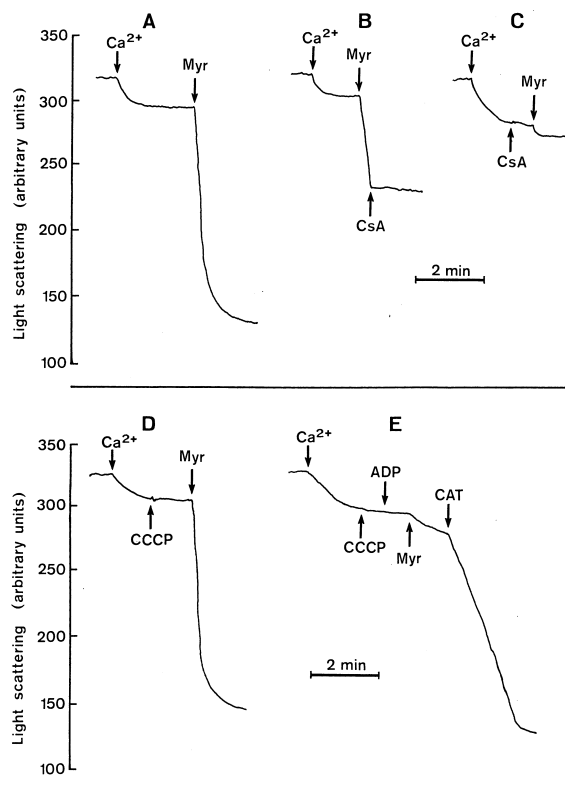 A
B
C
350
300
250
200
150
100
Light scattering (arbitrary units)
Ca2+
Myr
Ca2+
Myr
CsA
Ca2+
Myr
CsA
2 min
D
E
350
300
250
200
150
100
Light scattering (arbitrary units)
Ca2+
Myr
CCCP
Ca2+
ADP
CAT
CCCP
Myr
2 min